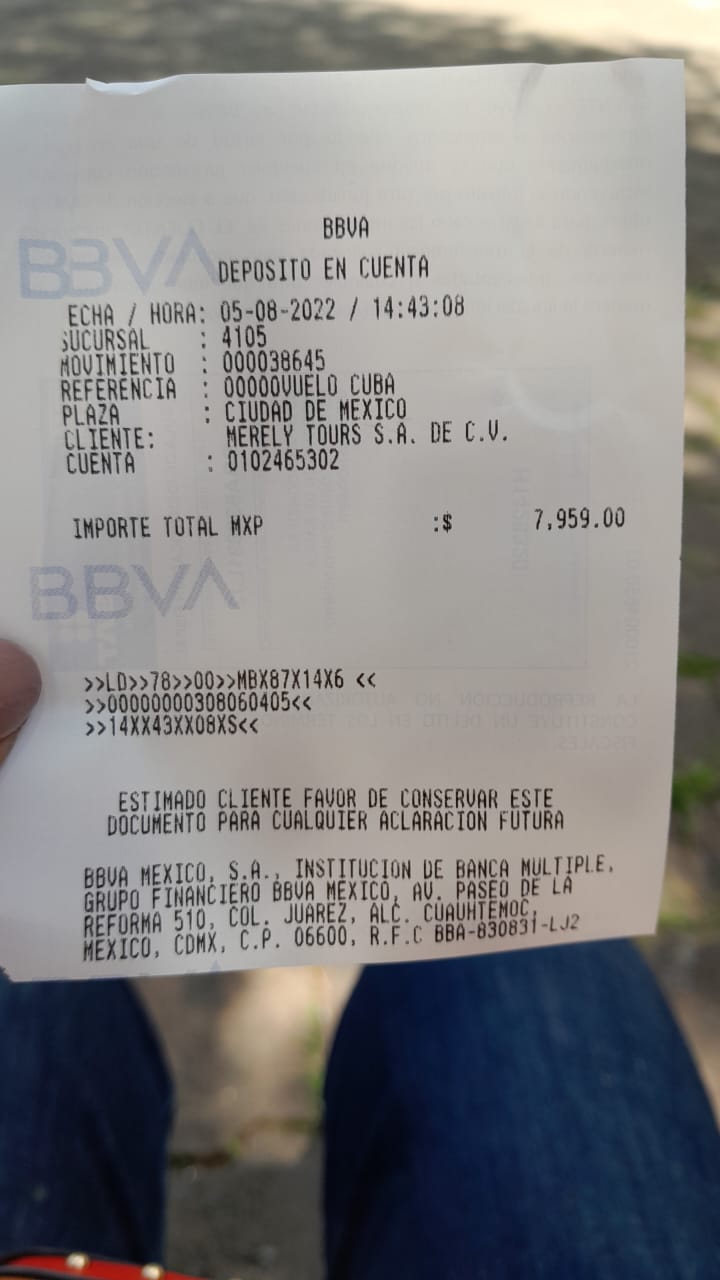 BBVA
BBVA
DEPOSITO EN CUENTA
ECHA / HORA: 05-08-2022 / 14:43:08
SUCURSAL : 4105
MOVIMIENTO : 000038645
REFERENCIA : 00000VUELO CUBA
PLAZA : CIUDAD DE MEXICO
CLIENTE: MERELY TOURS S.A. DE C.V.
CUENTA : 0102465302
IMPORTE TOTAL MXP :$ 7,959.00
BBVA
>>LD>>78>>00>>MBX87X14X6 <<
>>00000000308060405<<
>>14XX43XX08XS<<
ESTIMADO CLIENTE FAVOR DE CONSERVAR ESTE
DOCUMENTO PARA CUALQUIER ACLARACION FUTURA
BBVA MEXICO, S.A., INSTITUCION DE BANCA MULTIPLE,
GRUPO FINANCIERO BBVA MEXICO, AV. PASEO DE LA
REFORMA 510, COL. JUAREZ, ALC. CUAUHTEMOC,
MEXICO, CDMX, C.P. 06600, R.F.C BBA-830831-LJ2